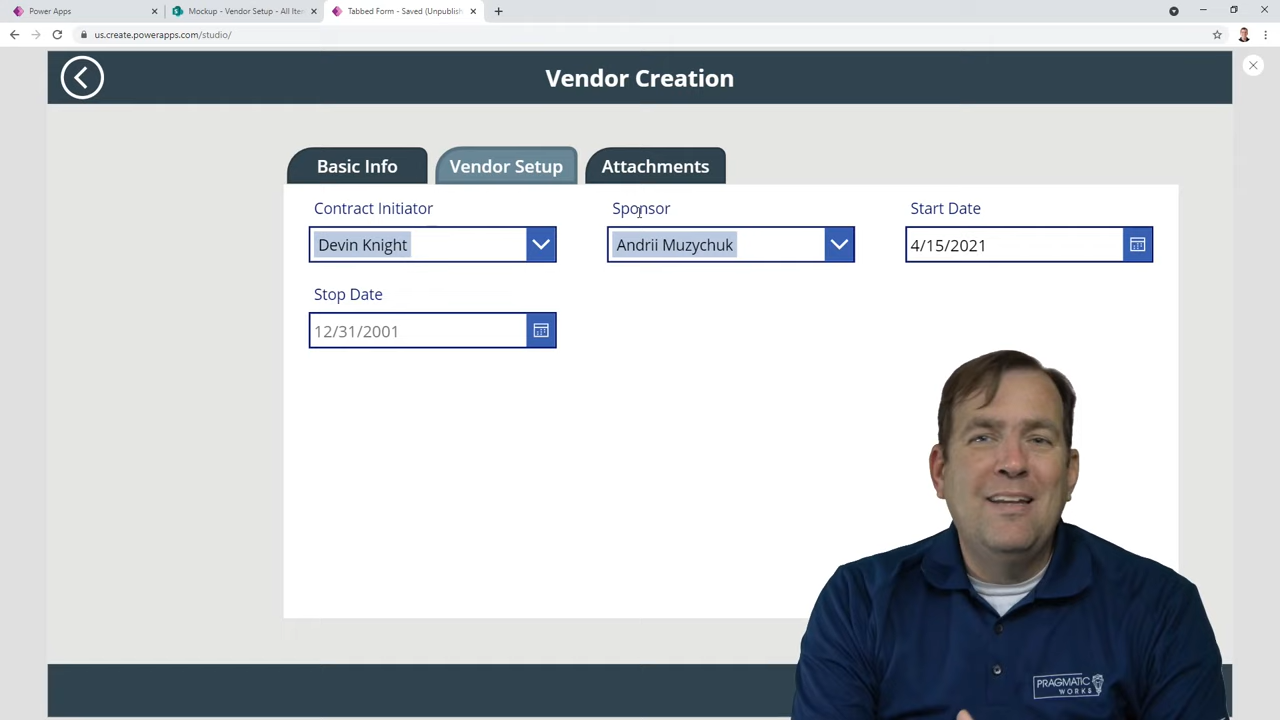 Power Apps
Mockup - Vendor Setup - All Iter
Tabbed Form - Saved (Unpublis
us.create.powerapps.com/studio/
Vendor Creation
Basic Info
Vendor Setup
Attachments
Contract Initiator
Sponsor
Start Date
Devin Knight
Andrii Muzychuk
4/15/2021
Stop Date
12/31/2001
PRAGMATIC
WORKS